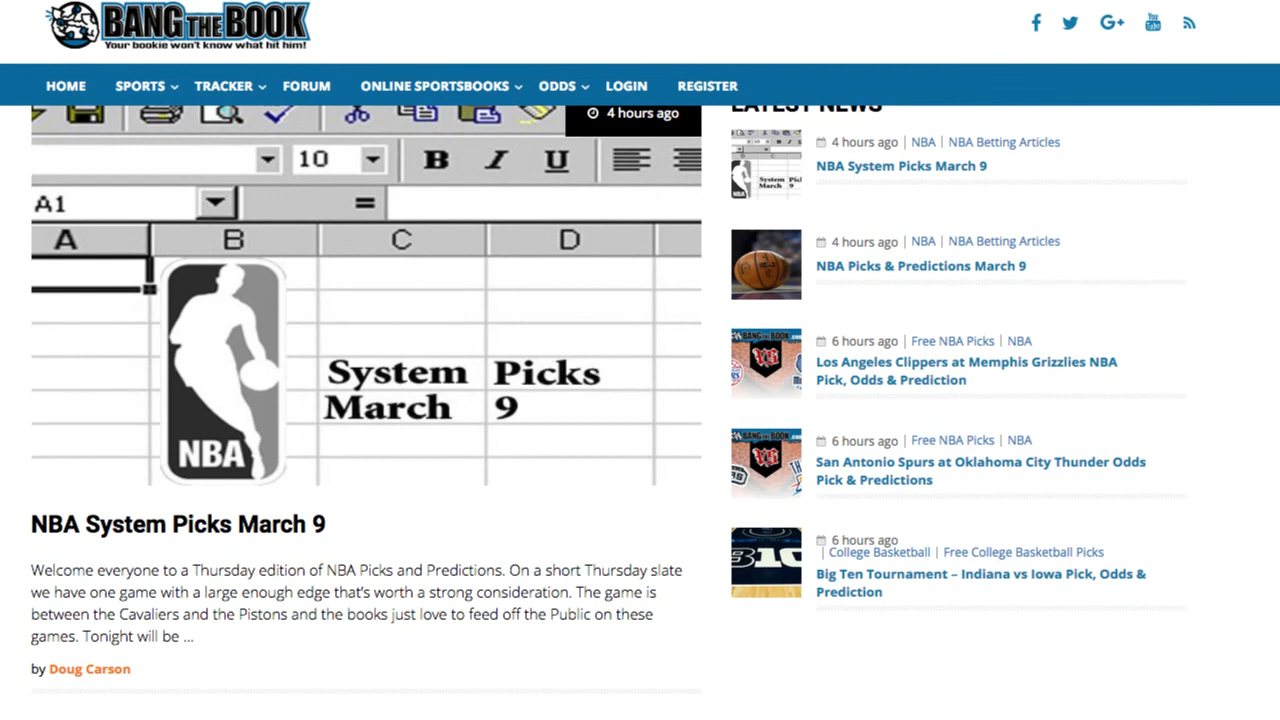 BANG THE BOOK
Your bookie won't know what hit him!
HOME SPORTS TRACKER FORUM ONLINE SPORTSBOOKS ODDS LOGIN REGISTER
4 hours ago
10 B I U
A1 =
A B C D
System Picks
March 9
NBA
NBA System Picks March 9
Welcome everyone to a Thursday edition of NBA Picks and Predictions. On a short Thursday slate
we have one game with a large enough edge that's worth a strong consideration. The game is
between the Cavaliers and the Pistons and the books just love to feed off the Public on these
games. Tonight will be ...
by Doug Carson
LATEST NEWS
4 hours ago | NBA | NBA Betting Articles
NBA System Picks March 9
4 hours ago | NBA | NBA Betting Articles
NBA Picks & Predictions March 9
6 hours ago | Free NBA Picks | NBA
Los Angeles Clippers at Memphis Grizzlies NBA
Pick, Odds & Prediction
6 hours ago | Free NBA Picks | NBA
San Antonio Spurs at Oklahoma City Thunder Odds
Pick & Predictions
6 hours ago
| College Basketball | Free College Basketball Picks
Big Ten Tournament – Indiana vs Iowa Pick, Odds &
Prediction